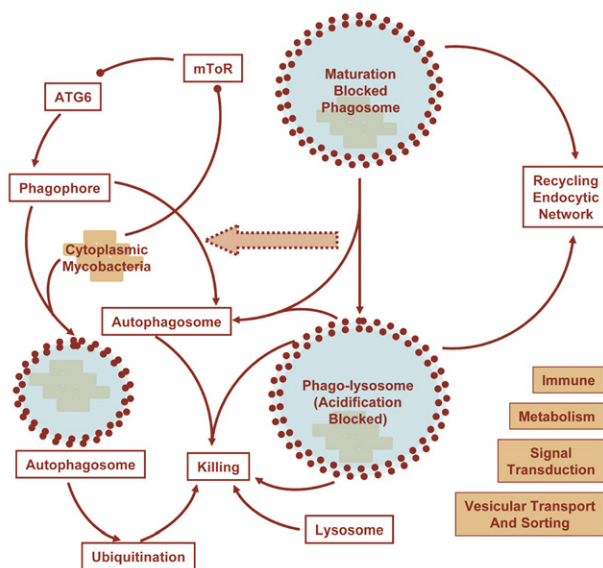 mToR
Maturation
Blocked
Phagosome
ATG6
Phagophore
Recycling
Endocytic
Network
Cytoplasmic
Mycobacteria
Autophagosome
Phago-lysosome
(Acidification
Blocked)
Immune
Metabolism
Signal
Transduction
Autophagosome
Killing
Vesicular Transport
And Sorting
Lysosome
Ubiquitination